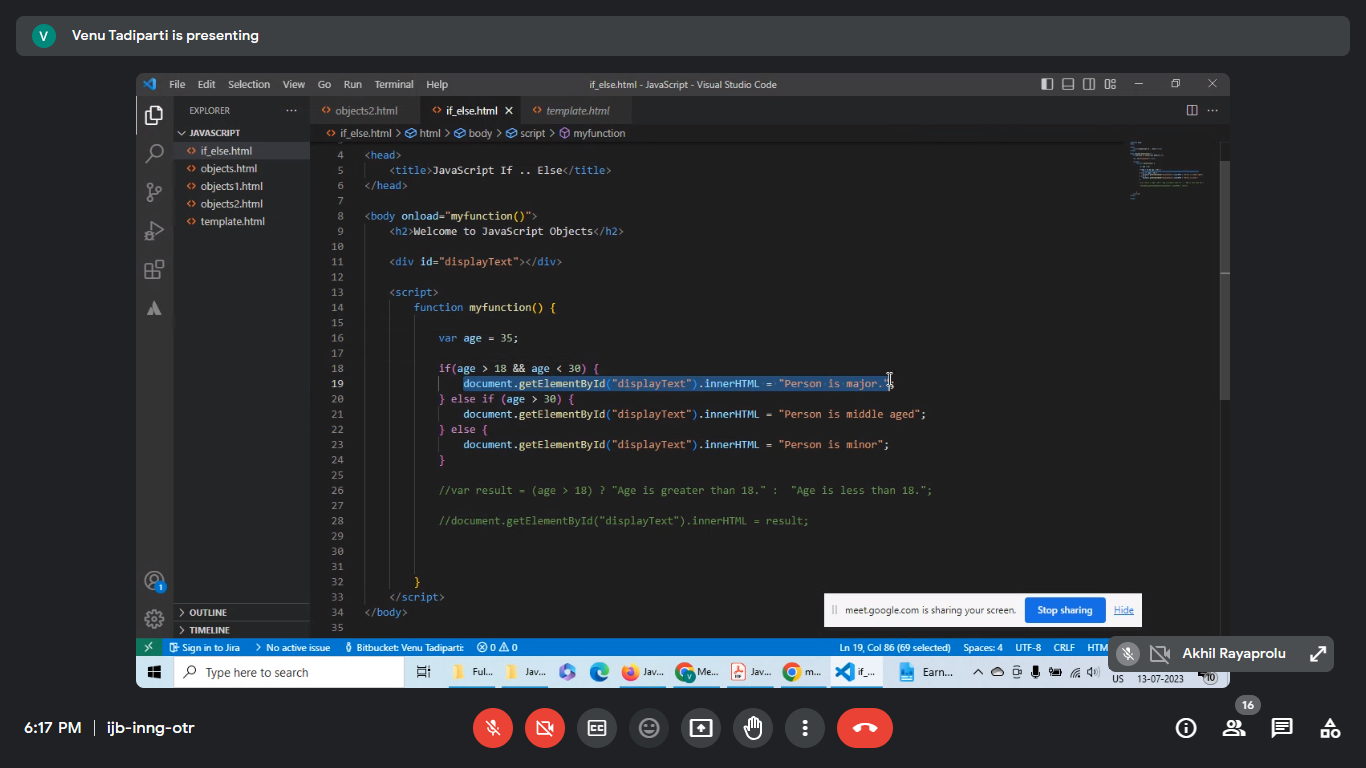 V Venu Tadiparti is presenting
File Edit Selection View Go Run Terminal Help if_else.html - JavaScript - Visual Studio Code
EXPLORER ··· objects2.html if_else.html template.html ···
JAVASCRIPT if_else.html > html > body > script > myfunction
if_else.html
objects.html
objects1.html
objects2.html
template.html
4 <head>
5 <title>JavaScript If .. Else</title>
6 </head>
7
8 <body onload="myfunction()">
9 <h2>Welcome to JavaScript Objects</h2>
10
11 <div id="displayText"></div>
12
13 <script>
14 function myfunction() {
15
16 var age = 35;
17
18 if(age > 18 && age < 30) {
19 document.getElementById("displayText").innerHTML = "Person is major.";
20 } else if (age > 30) {
21 document.getElementById("displayText").innerHTML = "Person is middle aged";
22 } else {
23 document.getElementById("displayText").innerHTML = "Person is minor";
24 }
25
26 //var result = (age > 18) ? "Age is greater than 18." :  "Age is less than 18.";
27
28 //document.getElementById("displayText").innerHTML = result;
29
30
31
32 }
33 </script>
34 </body>
35
OUTLINE
TIMELINE
1
meet.google.com is sharing your screen. Stop sharing Hide
Sign in to Jira No active issue Bitbucket: Venu Tadiparti: 0 0 Ln 19, Col 86 (69 selected) Spaces: 4 UTF-8 CRLF HTM
Akhil Rayaprolu
Type here to search Ful... Jav... Jav... Me... Jav... m... if_... Earn...
US 13-07-2023 10
6:17 PM | ijb-inng-otr
16